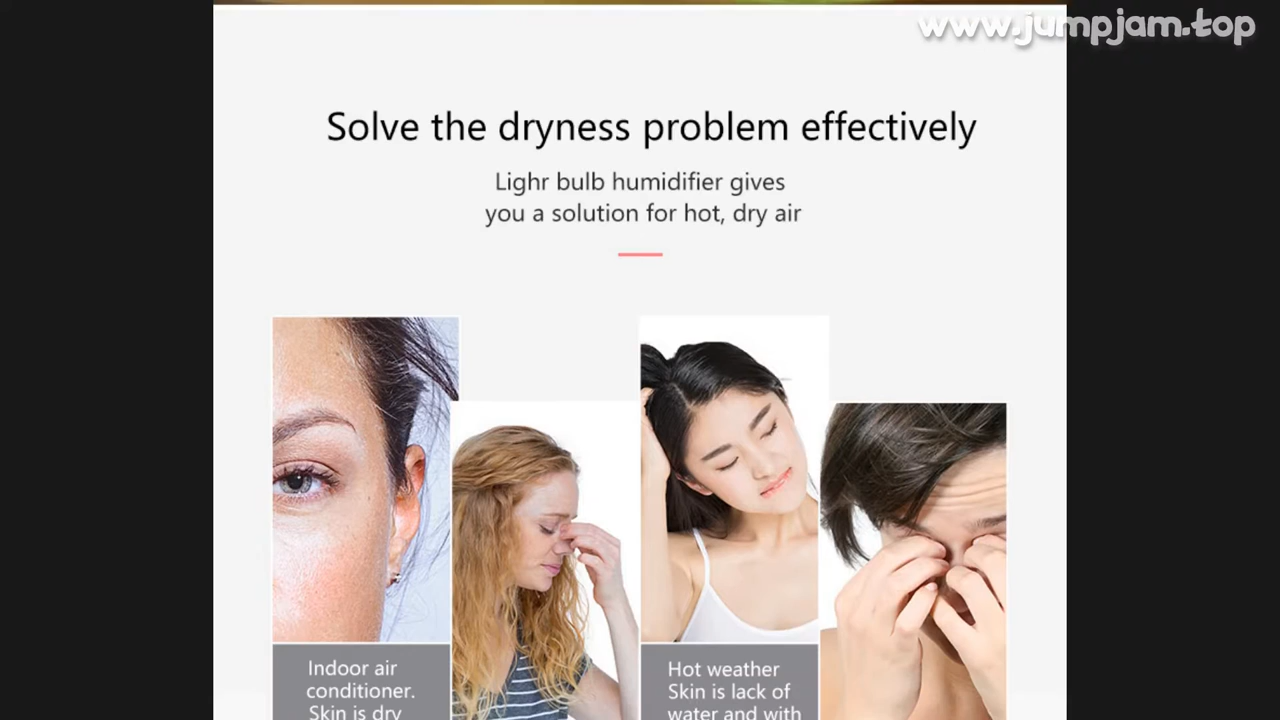 www.jumpjam.top
Solve the dryness problem effectively
Lighr bulb humidifier gives
you a solution for hot, dry air
Indoor air
conditioner.
Skin is dry
Hot weather
Skin is lack of
water and with